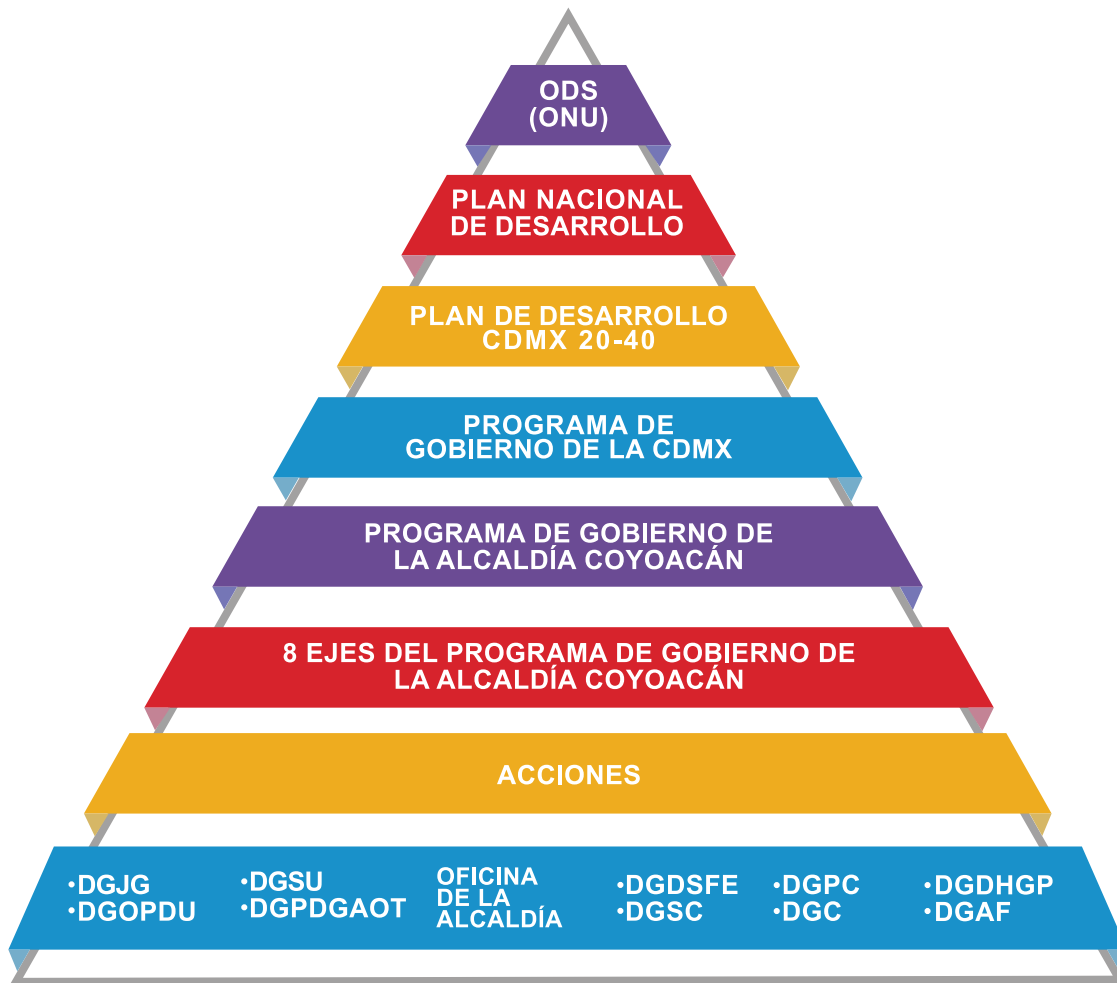 ODS
(ONU)
PLAN NACIONAL
DE DESARROLLO
PLAN DE DESARROLLO
CDMX 20-40
PROGRAMA DE
GOBIERNO DE LA CDMX
PROGRAMA DE GOBIERNO DE
LA ALCALDÍA COYOACÁN
8 EJES DEL PROGRAMA DE GOBIERNO DE
LA ALCALDÍA COYOACÁN
ACCIONES
•DGJG
•DGOPDU
•DGSU
•DGPDGAOT
OFICINA
DE LA
ALCALDÍA
•DGDSFE
•DGSC
•DGPC
•DGC
•DGDHGP
•DGAF